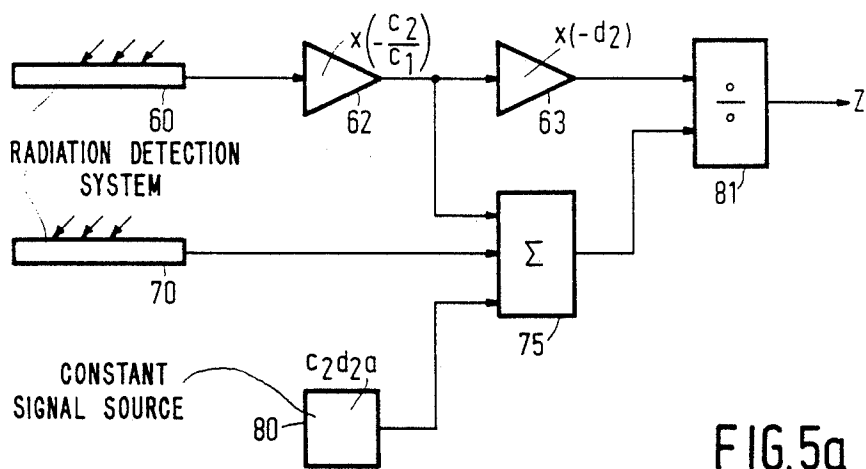 x(-c2/c1)
x(-d2)
60
62
63
÷
Z
81
RADIATION DETECTION
SYSTEM
70
Σ
75
c2d2a
CONSTANT
SIGNAL SOURCE
80
FIG.5a